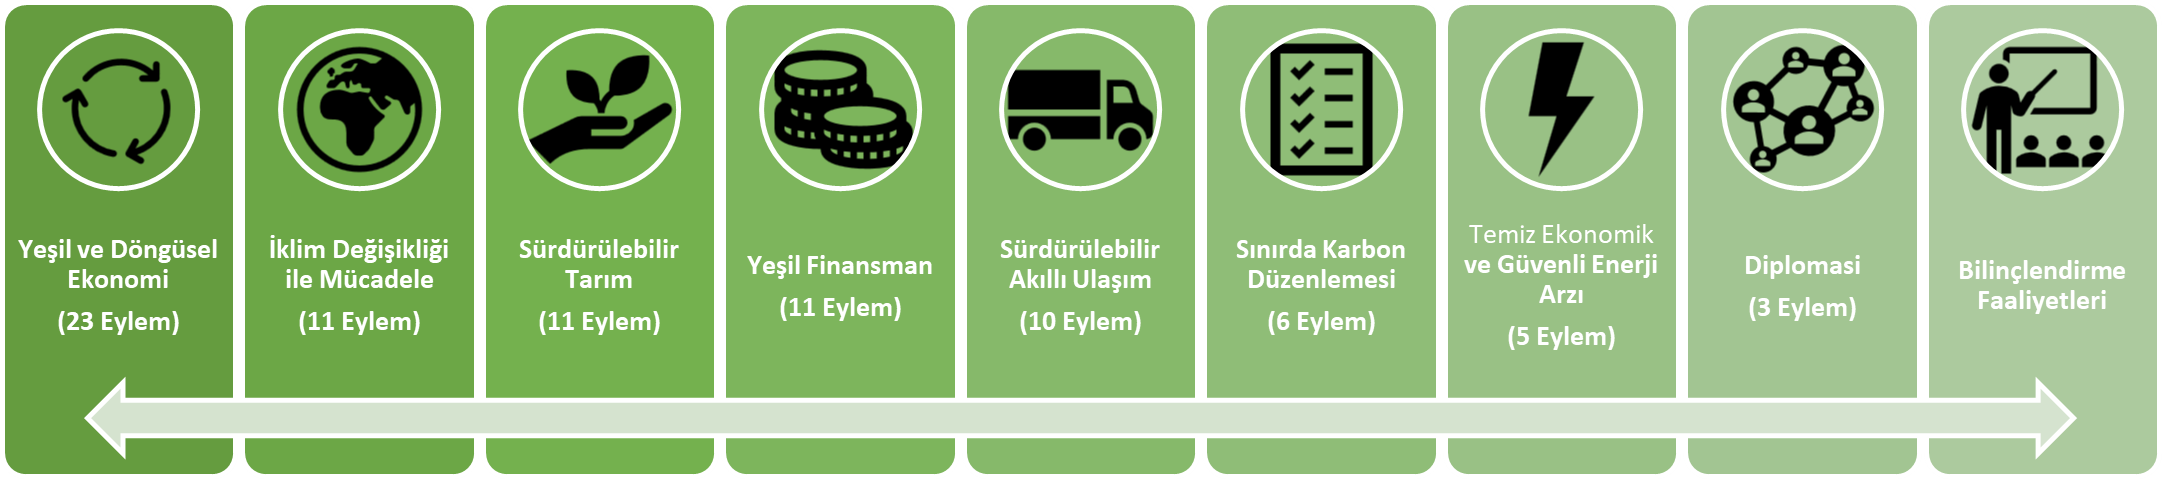 Yeşil ve Döngüsel
Ekonomi
(23 Eylem)
İklim Değişikliği
ile Mücadele
(11 Eylem)
Sürdürülebilir
Tarım
(11 Eylem)
Yeşil Finansman
(11 Eylem)
Sürdürülebilir
Akıllı Ulaşım
(10 Eylem)
Sınırda Karbon
Düzenlemesi
(6 Eylem)
Temiz Ekonomik
ve Güvenli Enerji
Arzı
(5 Eylem)
Diplomasi
(3 Eylem)
Bilinçlendirme
Faaliyetleri